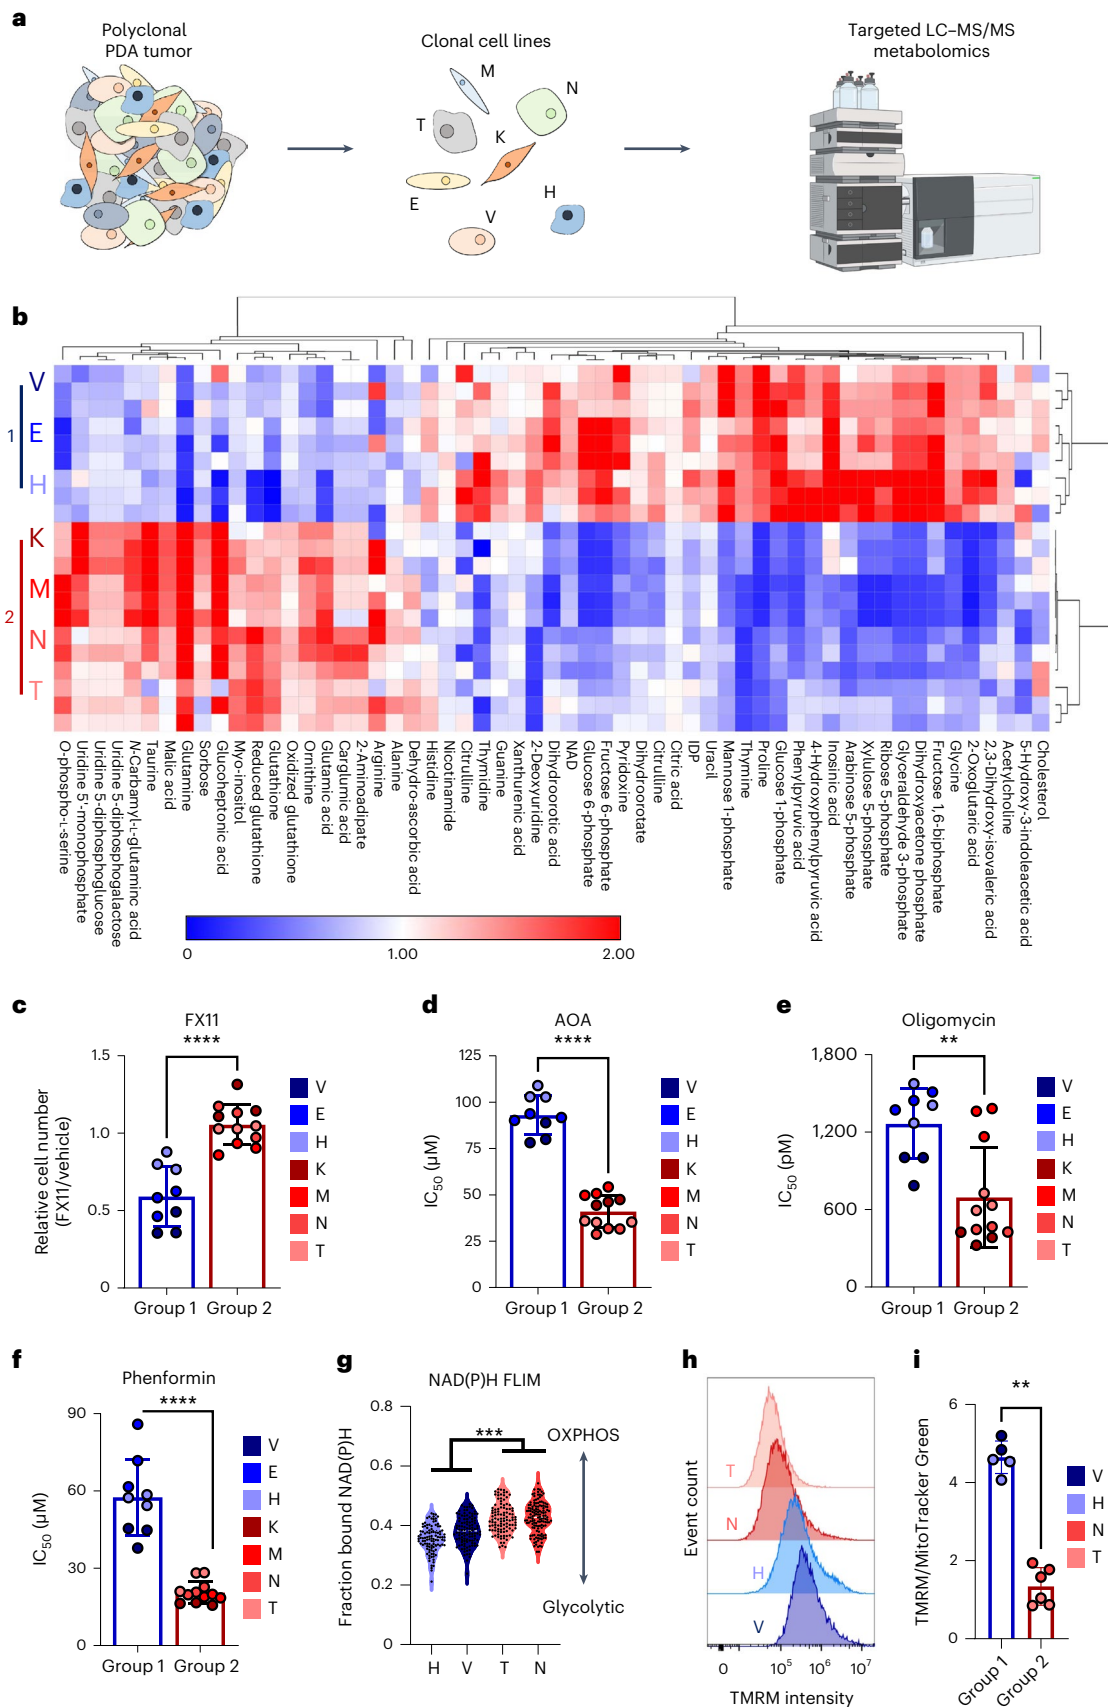 a
Polyclonal
PDA tumor
Clonal cell lines
Targeted LC–MS/MS
metabolomics
M
N
T
K
E
V
H
b
V
1
E
H
K
M
2
N
T
O-phospho-L-serine
Uridine 5'-monophosphate
Uridine 5-diphosphoglucose
Uridine 5-diphosphogalactose
N-Carbamyl-L-glutaminc acid
Taurine
Malic acid
Glutamine
Sorbose
Glucoheptonic acid
Myo-inositol
Reduced glutathione
Glutathione
Oxidized glutathione
Ornithine
Glutamic acid
Carglumic acid
2-Aminoadipate
Arginine
Alanine
Dehydro-ascorbic acid
Histidine
Nicotinamide
Citrulline
Thymidine
Guanine
Xanthurenic acid
2-Deoxyuridine
Dihydroorotic acid
NAD
Glucose 6-phosphate
Fructose 6-phosphate
Pyridoxine
Dihydroorotate
Citrulline
Citric acid
IDP
Uracil
Mannose 1-phosphate
Thymine
Proline
Glucose 1-phosphate
Phenylpyruvic acid
4-Hydroxyphenylpyruvic acid
Inosinic acid
Arabinose 5-phosphate
Xylulose 5-phosphate
Ribose 5-phosphate
Glyceraldehyde 3-phosphate
Dihydroxyacetone phosphate
Fructose 1,6-biphosphate
Glycine
2-Oxoglutaric acid
2,3-Dihydroxy-isovaleric acid
Acetylcholine
5-Hydroxy-3-indoleacetic acid
Cholesterol
0 1.00 2.00
c
FX11
****
Relative cell number
(FX11/vehicle)
1.5
1.0
0.5
0
Group 1 Group 2
V
E
H
K
M
N
T
d
AOA
****
IC50 (μM)
125
100
75
50
25
0
Group 1 Group 2
V
E
H
K
M
N
T
e
Oligomycin
**
IC50 (pM)
1,800
1,200
600
0
Group 1 Group 2
V
E
H
K
M
N
T
f
Phenformin
****
IC50 (μM)
90
60
30
0
Group 1 Group 2
V
E
H
K
M
N
T
g
NAD(P)H FLIM
***
OXPHOS
Glycolytic
Fraction bound NAD(P)H
0.8
0.6
0.4
0.2
0
H V T N
h
Event count
T
N
H
V
0 10^5 10^6 10^7
TMRM intensity
i
**
TMRM/MitoTracker Green
6
4
2
0
Group 1
Group 2
V
H
N
T